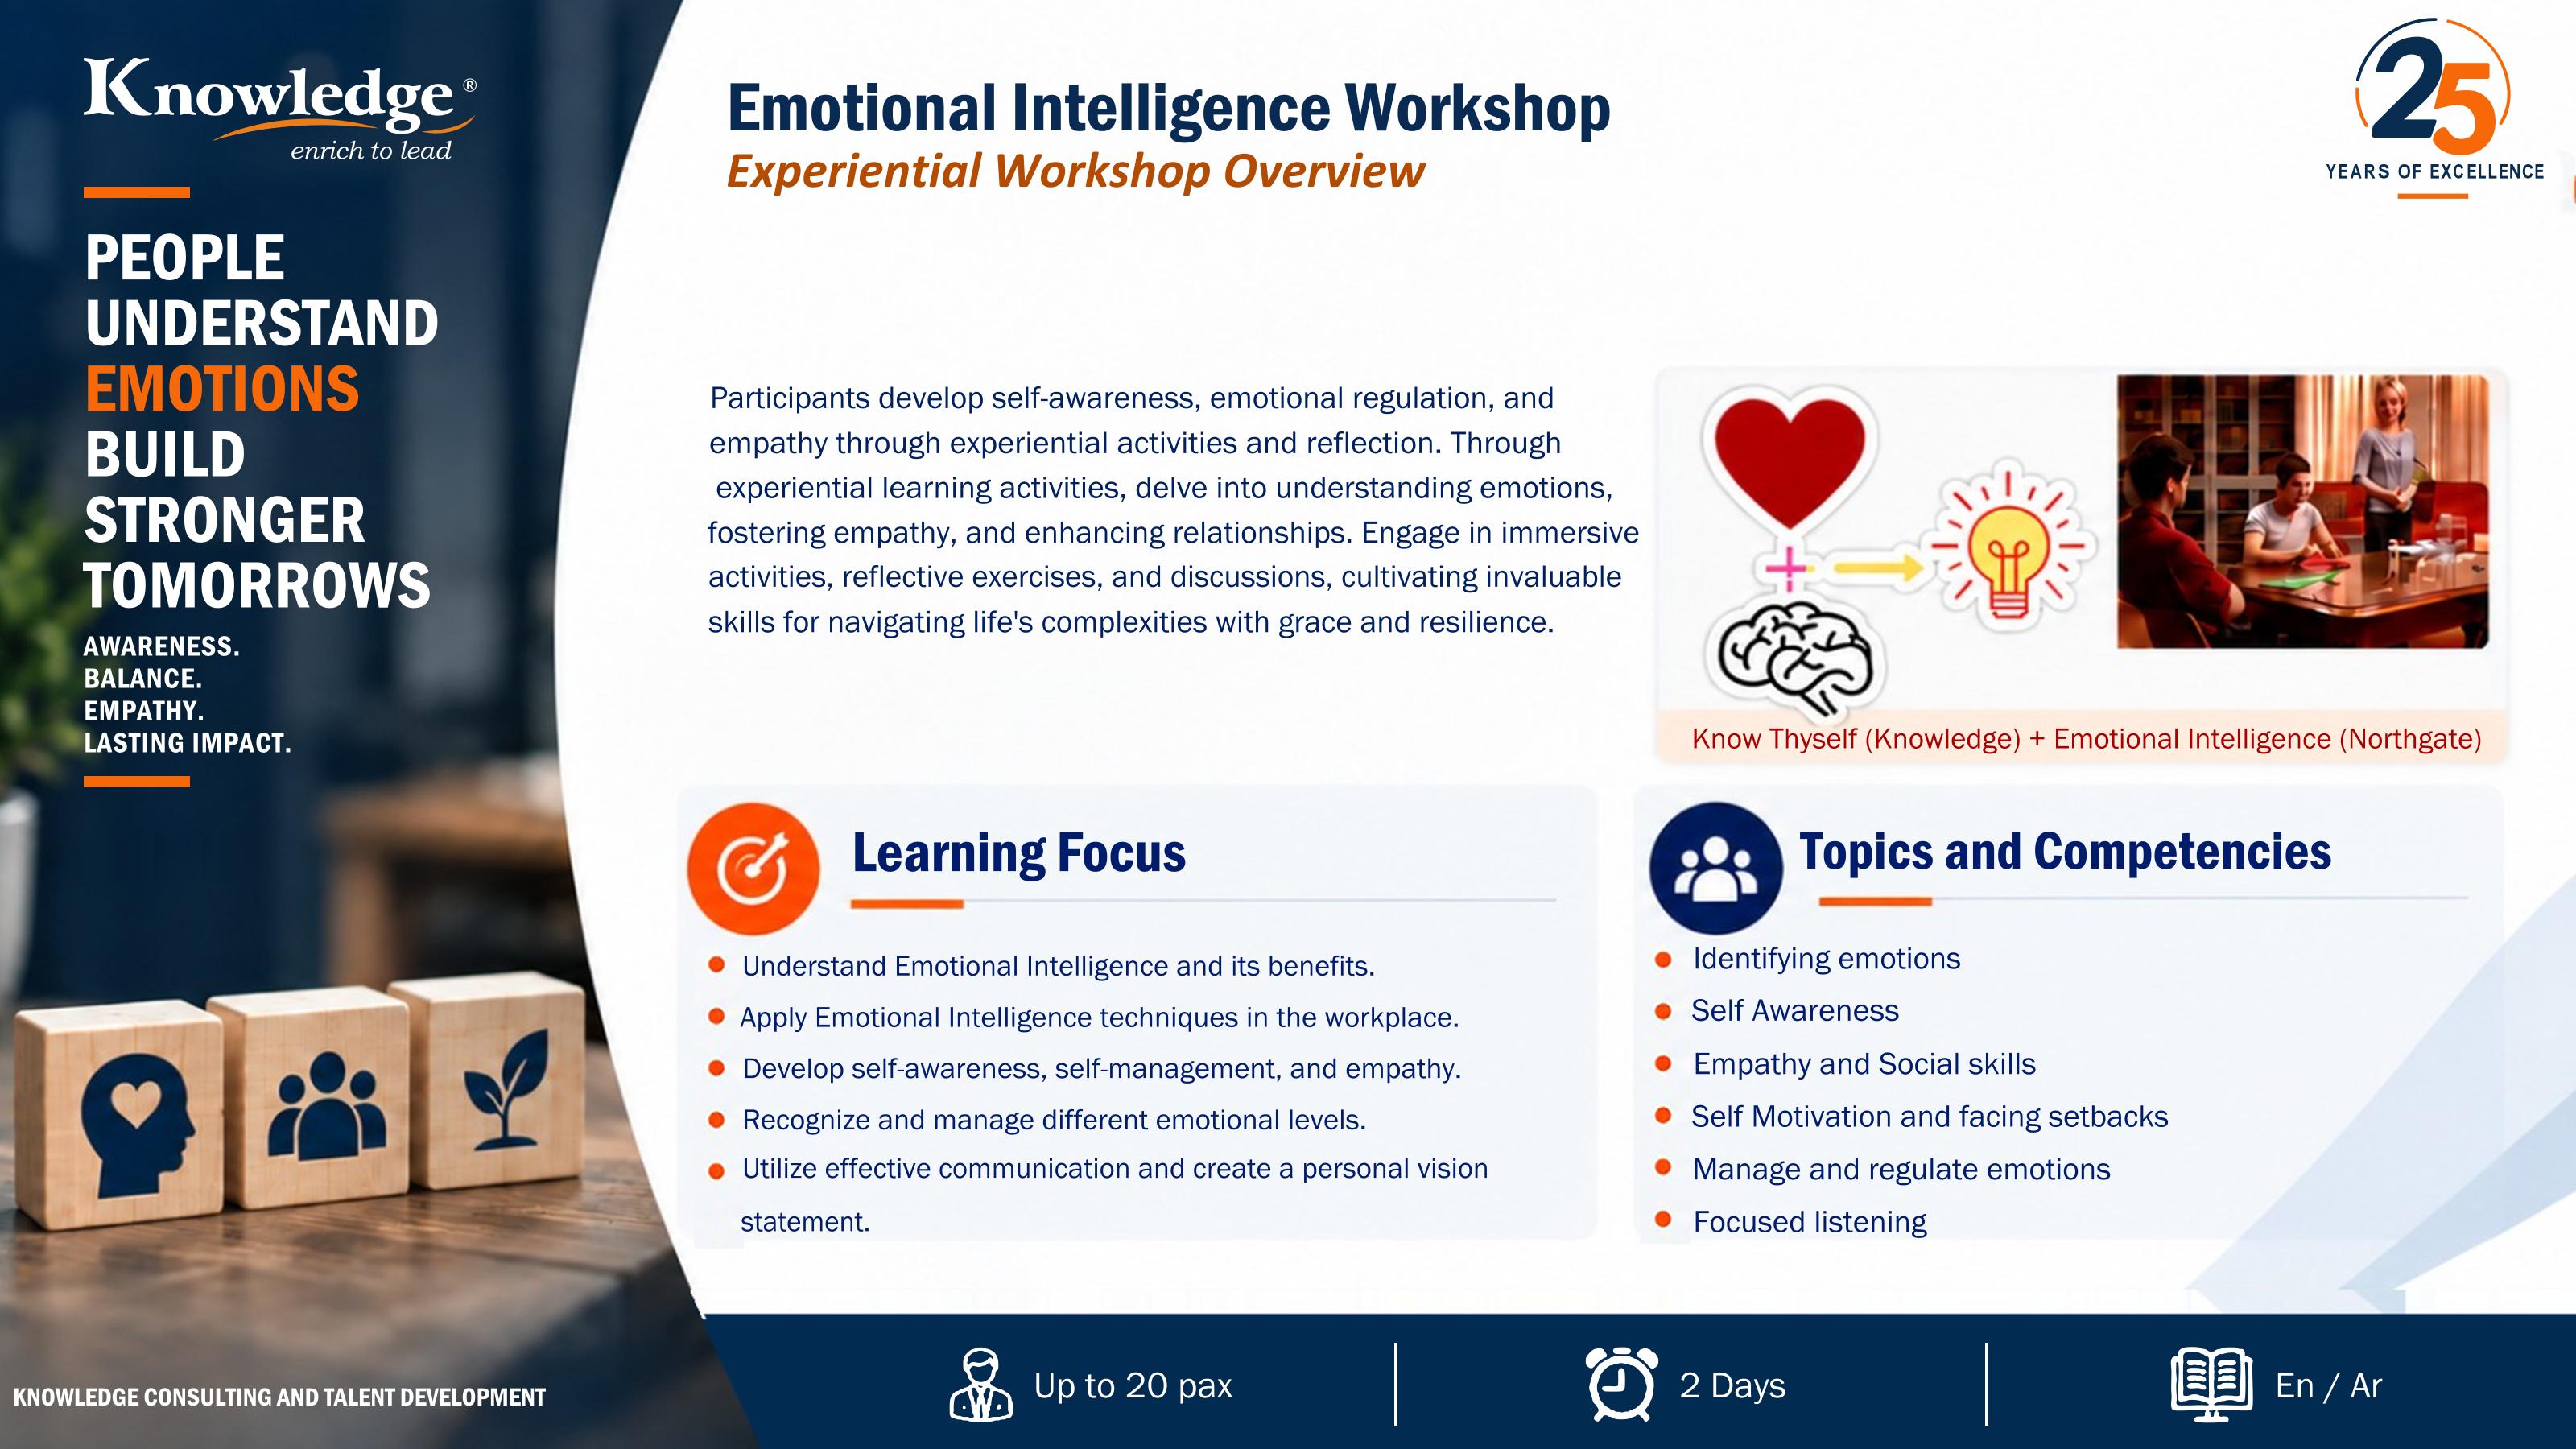 Knowledge®
enrich to lead
PEOPLE
UNDERSTAND
EMOTIONS
BUILD
STRONGER
TOMORROWS
AWARENESS.
BALANCE.
EMPATHY.
LASTING IMPACT.
KNOWLEDGE CONSULTING AND TALENT DEVELOPMENT
Emotional Intelligence Workshop
Experiential Workshop Overview
25
YEARS OF EXCELLENCE
Participants develop self-awareness, emotional regulation, and
empathy through experiential activities and reflection. Through
experiential learning activities, delve into understanding emotions,
fostering empathy, and enhancing relationships. Engage in immersive
activities, reflective exercises, and discussions, cultivating invaluable
skills for navigating life's complexities with grace and resilience.
Know Thyself (Knowledge) + Emotional Intelligence (Northgate)
Learning Focus
Understand Emotional Intelligence and its benefits.
Apply Emotional Intelligence techniques in the workplace.
Develop self-awareness, self-management, and empathy.
Recognize and manage different emotional levels.
Utilize effective communication and create a personal vision
statement.
Topics and Competencies
Identifying emotions
Self Awareness
Empathy and Social skills
Self Motivation and facing setbacks
Manage and regulate emotions
Focused listening
Up to 20 pax
2 Days
En / Ar